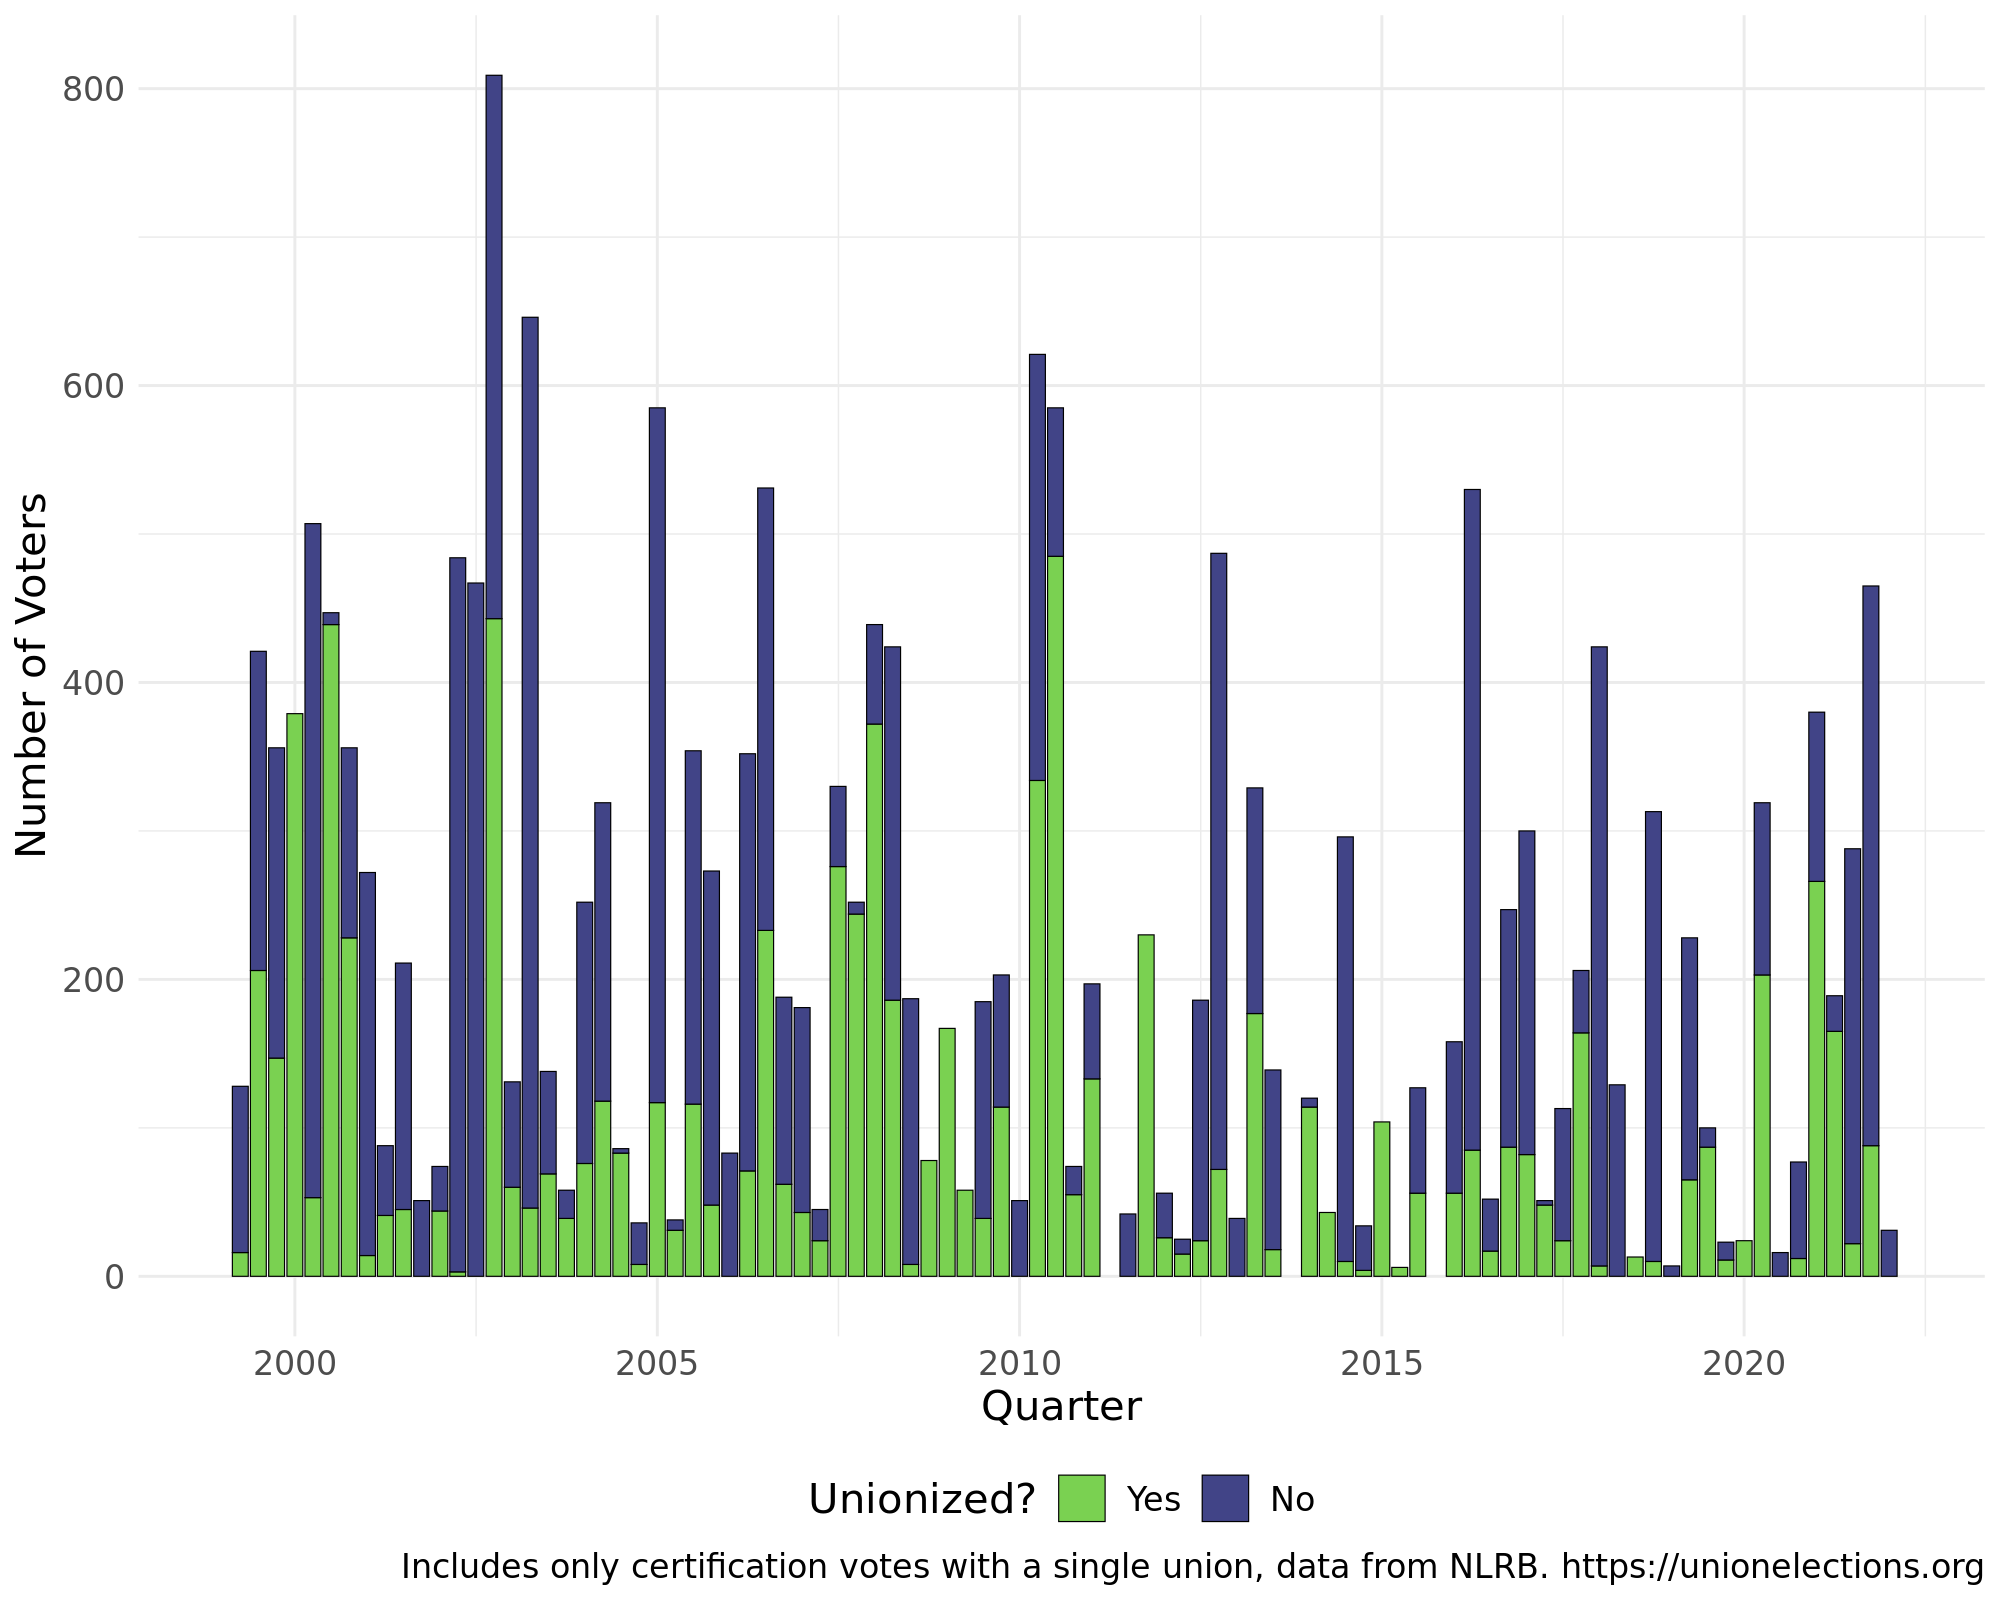 Number of Voters
800
600
400
200
0
2000 2005 2010 2015 2020
Quarter
Unionized? Yes No
Includes only certification votes with a single union, data from NLRB. https://unionelections.org